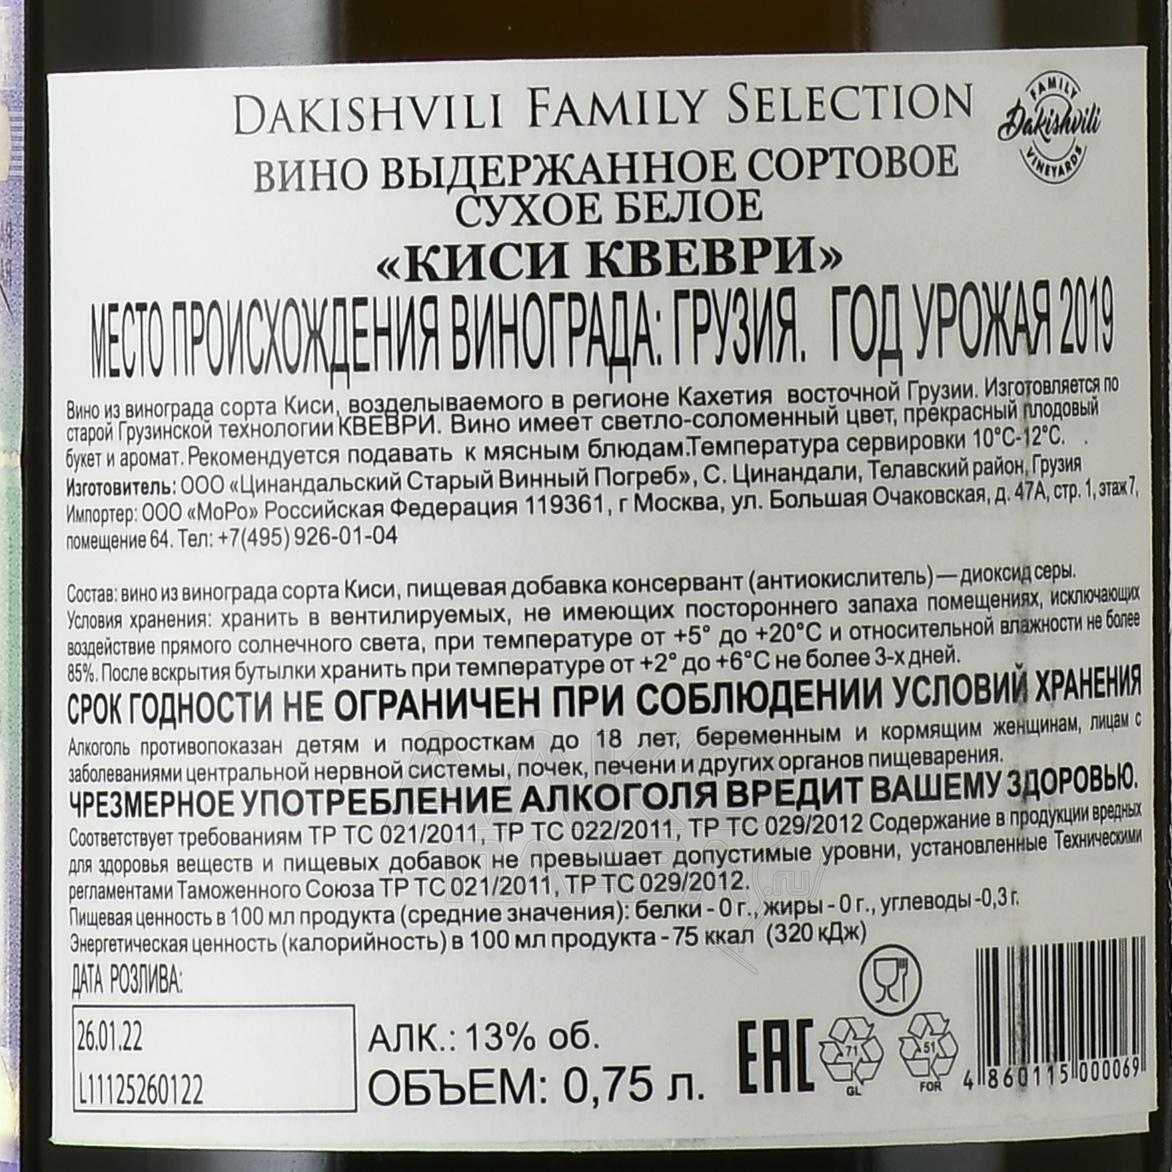 DAKISHVILI FAMILY SELECTION
FAMILY
Dakishvili
VINEYARDS
ВИНО ВЫДЕРЖАННОЕ СОРТОВОЕ
СУХОЕ БЕЛОЕ
«КИСИ КВЕВРИ»
МЕСТО ПРОИСХОЖДЕНИЯ ВИНОГРАДА: ГРУЗИЯ. ГОД УРОЖАЯ 2019
Вино из винограда сорта Киси, возделываемого в регионе Кахетия восточной Грузии. Изготовляется по
старой Грузинской технологии КВЕВРИ. Вино имеет светло-соломенный цвет, прекрасный плодовый
букет и аромат. Рекомендуется подавать к мясным блюдам.Температура сервировки 10°С-12°С. .
Изготовитель: ООО «Цинандальский Старый Винный Погреб», С. Цинандали, Телавский район, Грузия
Импортер: ООО «МоРо» Российская Федерация 119361, г Москва, ул. Большая Очаковская, д. 47А, стр. 1, этаж 7,
помещение 64. Тел: +7(495) 926-01-04
Состав: вино из винограда сорта Киси, пищевая добавка консервант (антиокислитель) — диоксид серы.
Условия хранения: хранить в вентилируемых, не имеющих постороннего запаха помещениях, исключающих
воздействие прямого солнечного света, при температуре от +5° до +20°С и относительной влажности не более
85%. После вскрытия бутылки хранить при температуре от +2° до +6°С не более 3-х дней.
СРОК ГОДНОСТИ НЕ ОГРАНИЧЕН ПРИ СОБЛЮДЕНИИ УСЛОВИЙ ХРАНЕНИЯ
Алкоголь противопоказан детям и подросткам до 18 лет, беременным и кормящим женщинам, лицам с
заболеваниями центральной нервной системы, почек, печени и других органов пищеварения.
ЧРЕЗМЕРНОЕ УПОТРЕБЛЕНИЕ АЛКОГОЛЯ ВРЕДИТ ВАШЕМУ ЗДОРОВЬЮ.
Соответствует требованиям ТР ТС 021/2011, ТР ТС 022/2011, ТР ТС 029/2012 Содержание в продукции вредных
для здоровья веществ и пищевых добавок не превышает допустимые уровни, установленные Техническими
регламентами Таможенного Союза ТР ТС 021/2011, ТР ТС 029/2012.
Пищевая ценность в 100 мл продукта (средние значения): белки - 0 г., жиры - 0 г., углеводы -0,3 г.
Энергетическая ценность (калорийность) в 100 мл продукта - 75 ккал (320 кДж)
ДАТА РОЗЛИВА:
26.01.22
L11125260122
АЛК.: 13% об.
ОБЪЕМ: 0,75 л.
EAC
71
GL
51
FOR
4 860115 000069